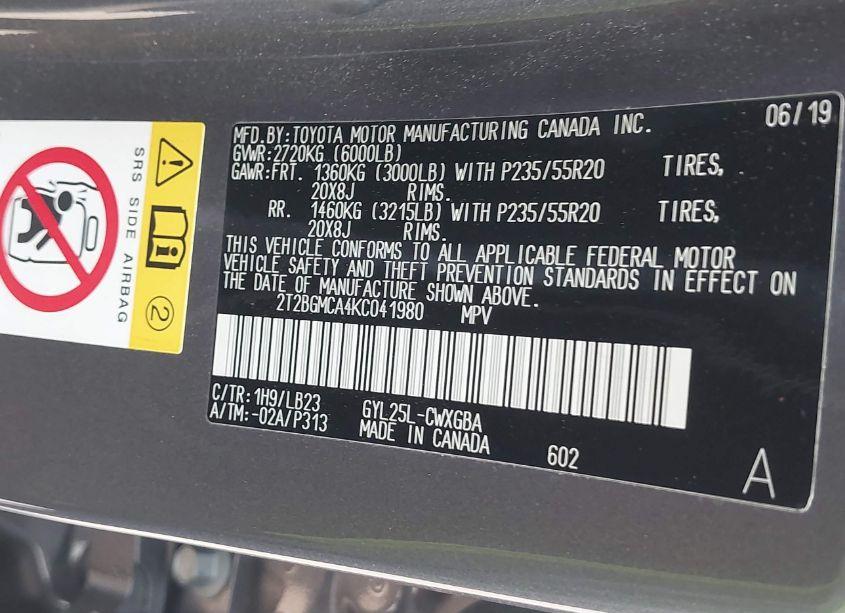 SRS SIDE AIRBAG
2
06/19
MFD. BY: TOYOTA MOTOR MANUFACTURING CANADA INC.
GVWR: 2720KG (6000LB)
GAWR: FRT. 1360KG (3000LB) WITH P235/55R20 TIRES,
20X8J RIMS.
RR. 1460KG (3215LB) WITH P235/55R20 TIRES,
20X8J RIMS.
THIS VEHICLE CONFORMS TO ALL APPLICABLE FEDERAL MOTOR
VEHICLE SAFETY AND THEFT PREVENTION STANDARDS IN EFFECT ON
THE DATE OF MANUFACTURE SHOWN ABOVE.
2T2BGMCA4KC041980 MPV
C/TR: 1H9/LB23
A/TM: -02A/P313
GYL25L-CWXGBA
MADE IN CANADA
602
A